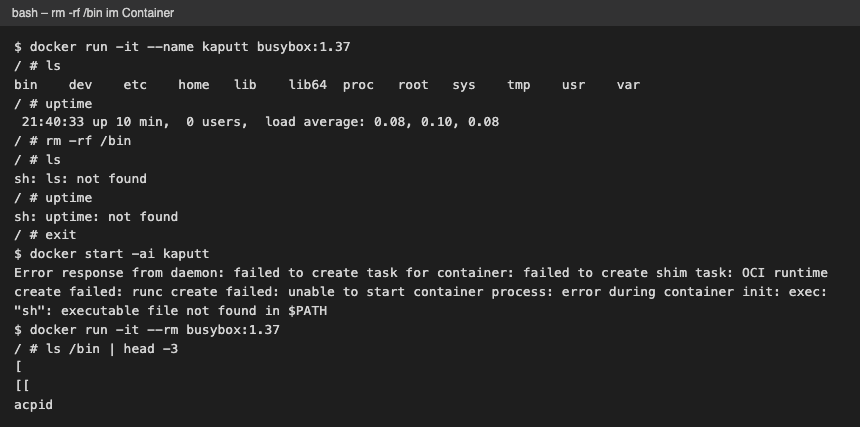 bash – rm -rf /bin im Container
$ docker run -it --name kaputt busybox:1.37
/ # ls
bin    dev    etc    home   lib    lib64  proc   root   sys    tmp    usr    var
/ # uptime
 21:40:33 up 10 min,  0 users,  load average: 0.08, 0.10, 0.08
/ # rm -rf /bin
/ # ls
sh: ls: not found
/ # uptime
sh: uptime: not found
/ # exit
$ docker start -ai kaputt
Error response from daemon: failed to create task for container: failed to create shim task: OCI runtime
create failed: runc create failed: unable to start container process: error during container init: exec:
"sh": executable file not found in $PATH
$ docker run -it --rm busybox:1.37
/ # ls /bin | head -3
[
[[
acpid